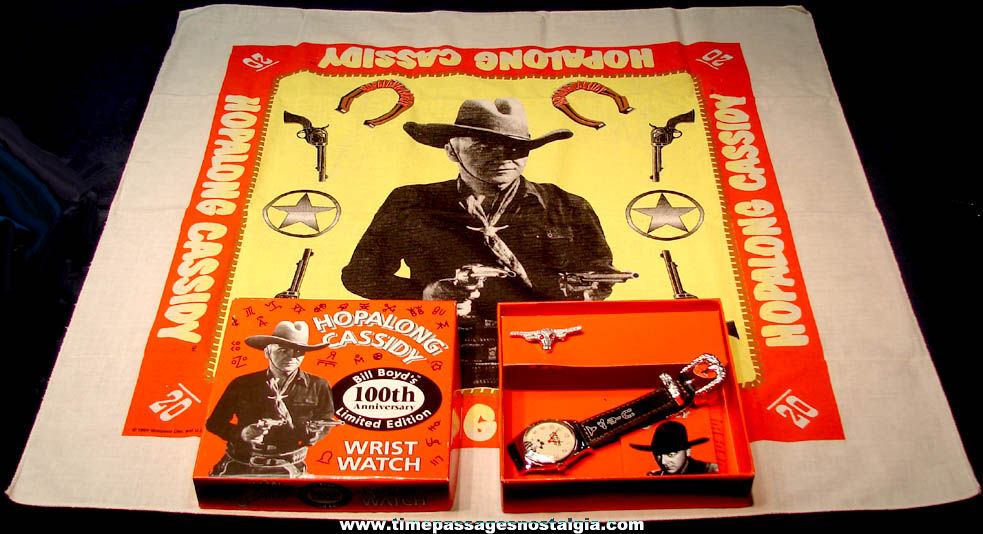 HOPALONG CASSIDY
20
20
HOPALONG CASSIDY
HOPALONG CASSIDY
20
20
HOPALONG
CASSIDY
Bill Boyd's
100th
Anniversary
Limited Edition
WRIST
WATCH
WATCH
www.timepassagesnostalgia.com